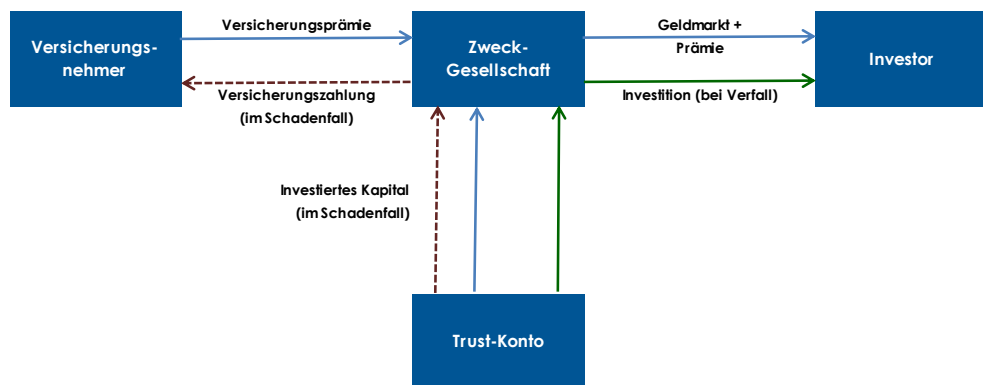 Versicherungs-
nehmer
Versicherungsprämie
Versicherungszahlung
(im Schadenfall)
Zweck-
Gesellschaft
Geldmarkt +
Prämie
Investition (bei Verfall)
Investor
Investiertes Kapital
(im Schadenfall)
Trust-Konto